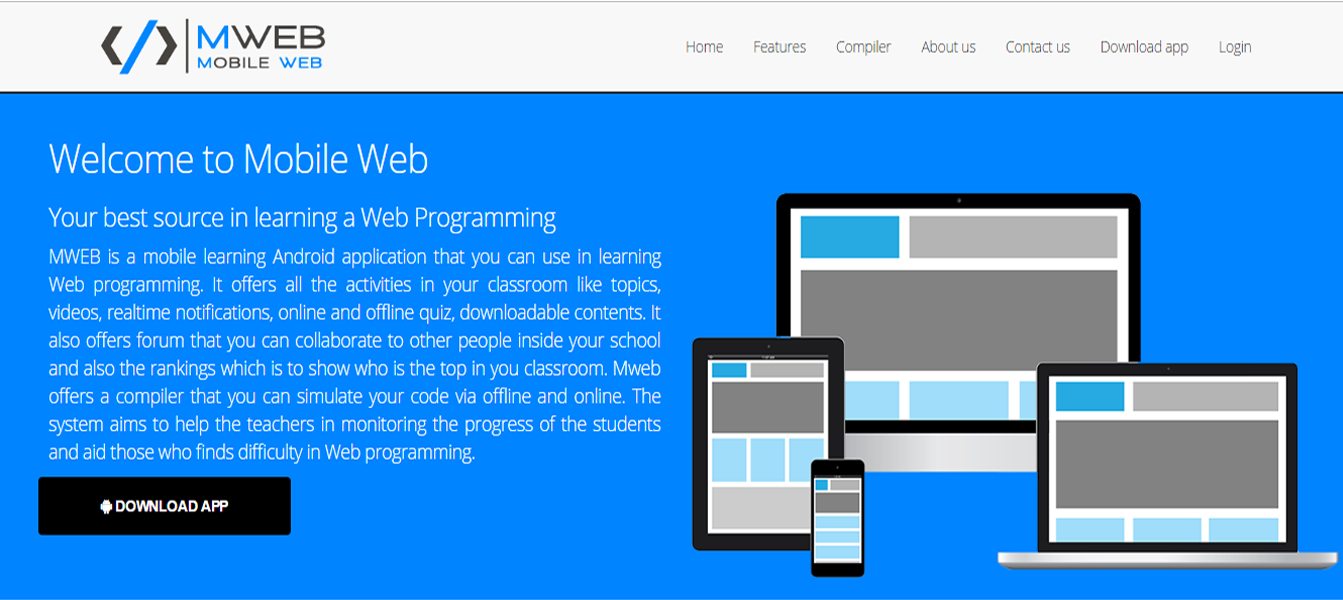 </> MWEB
MOBILE WEB
Home Features Compiler About us Contact us Download app Login
Welcome to Mobile Web
Your best source in learning a Web Programming
MWEB is a mobile learning Android application that you can use in learning
Web programming. It offers all the activities in your classroom like topics,
videos, realtime notifications, online and offline quiz, downloadable contents. It
also offers forum that you can collaborate to other people inside your school
and also the rankings which is to show who is the top in you classroom. Mweb
offers a compiler that you can simulate your code via offline and online. The
system aims to help the teachers in monitoring the progress of the students
and aid those who finds difficulty in Web programming.
DOWNLOAD APP